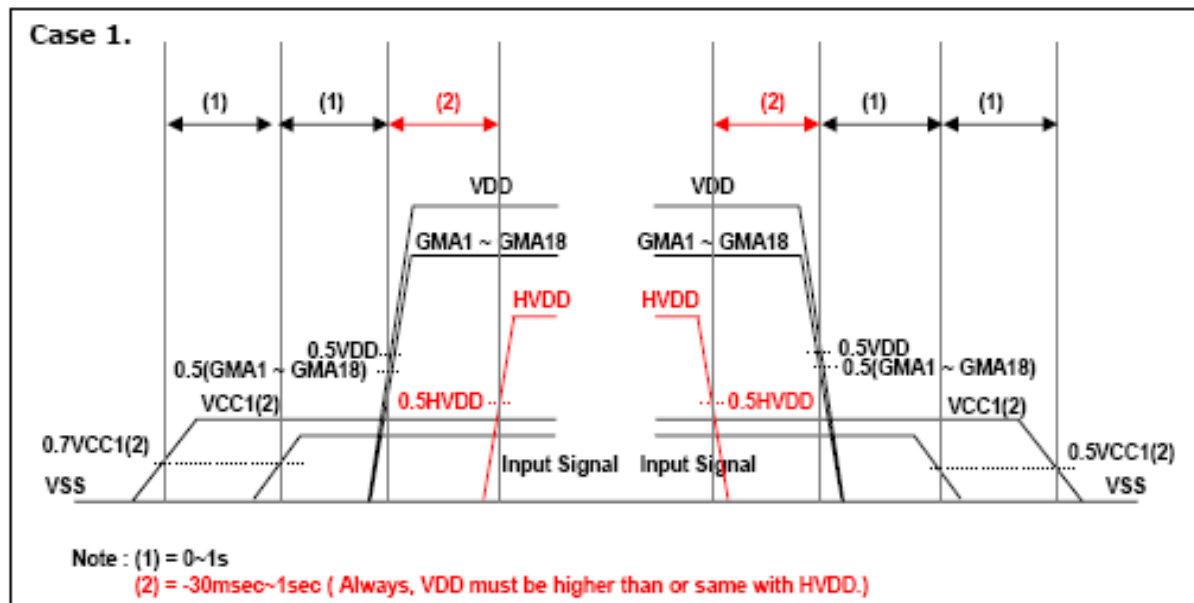 Case 1.
(1) (1) (2) (2) (1) (1)
VDD VDD
GMA1 ~ GMA18 GMA1 ~ GMA18
HVDD HVDD
0.5VDD 0.5VDD
0.5(GMA1 ~ GMA18) 0.5(GMA1 ~ GMA18)
VCC1(2) 0.5HVDD 0.5HVDD VCC1(2)
0.7VCC1(2) 0.5VCC1(2)
Input Signal Input Signal
VSS VSS
Note : (1) = 0~1s
(2) = -30msec~1sec ( Always, VDD must be higher than or same with HVDD.)